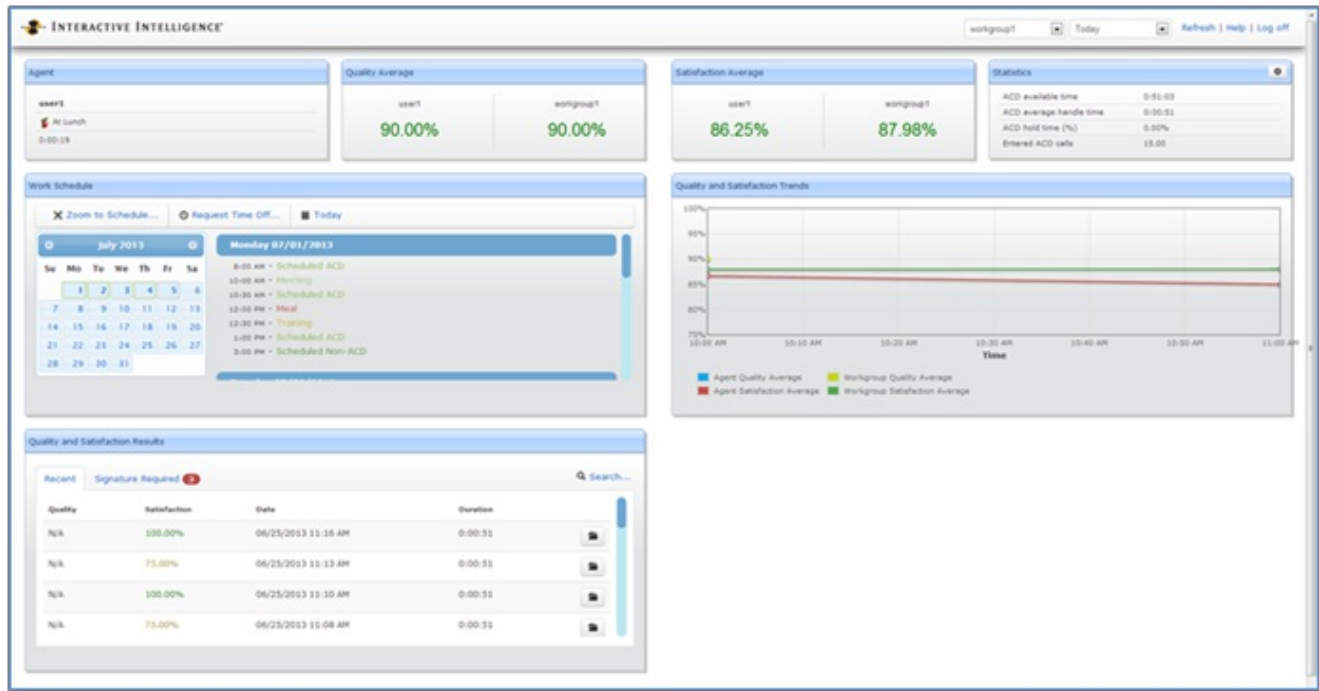 INTERACTIVE INTELLIGENCE
workgroup1 Today Refresh | Help | Log off
Agent
user1
At Lunch
0:00:19
Quality Average
user1 workgroup1
90.00% 90.00%
Satisfaction Average
user1 workgroup1
86.25% 87.98%
Statistics
ACD available time 0:51:03
ACD average handle time 0:00:51
ACD hold time (%) 0.00%
Entered ACD calls 15.00
Work Schedule
Zoom to Schedule... Request Time Off... Today
July 2013
Su Mo Tu We Th Fr Sa
1 2 3 4 5 6
7 8 9 10 11 12 13
14 15 16 17 18 19 20
21 22 23 24 25 26 27
28 29 30 31
Monday 07/01/2013
8:00 AM - Scheduled ACD
10:00 AM - Meeting
10:30 AM - Scheduled ACD
12:00 PM - Meal
12:30 PM - Training
1:00 PM - Scheduled ACD
3:00 PM - Scheduled Non-ACD
Quality and Satisfaction Trends
100%
95%
90%
85%
80%
75%
10:00 AM 10:10 AM 10:20 AM 10:30 AM 10:40 AM 10:50 AM 11:00 AM
Time
Agent Quality Average Workgroup Quality Average
Agent Satisfaction Average Workgroup Satisfaction Average
Quality and Satisfaction Results
Recent Signature Required 3 Search...
Quality Satisfaction Date Duration
N/A 100.00% 06/25/2013 11:16 AM 0:00:51
N/A 75.00% 06/25/2013 11:13 AM 0:00:51
N/A 100.00% 06/25/2013 11:10 AM 0:00:51
N/A 75.00% 06/25/2013 11:08 AM 0:00:51